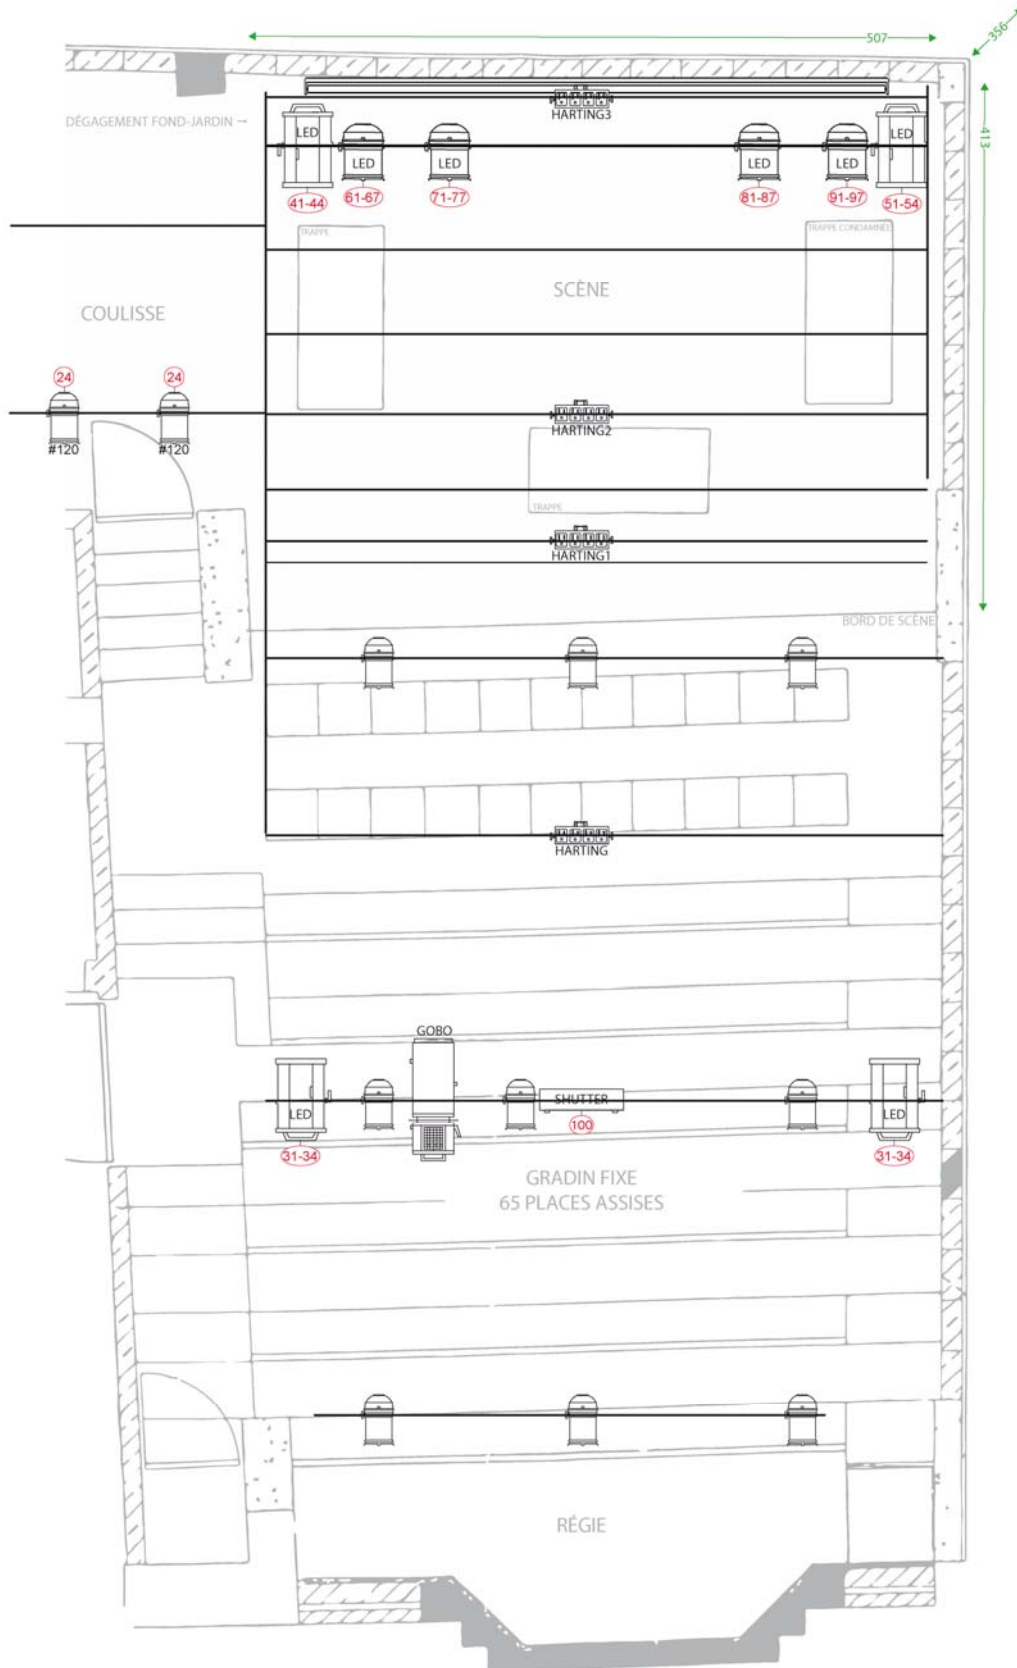 507
356
413
HARTING3
DÉGAGEMENT FOND-JARDIN →
LED
LED
LED
LED
LED
LED
41-44
61-67
71-77
81-87
91-97
51-54
TRAPPE
TRAPPE CONDAMNÉE
SCÈNE
COULISSE
24
24
#120
#120
HARTING2
TRAPPE
HARTING1
BORD DE SCÈNE
HARTING
GOBO
LED
SHUTTER
LED
100
31-34
31-34
GRADIN FIXE
65 PLACES ASSISES
RÉGIE